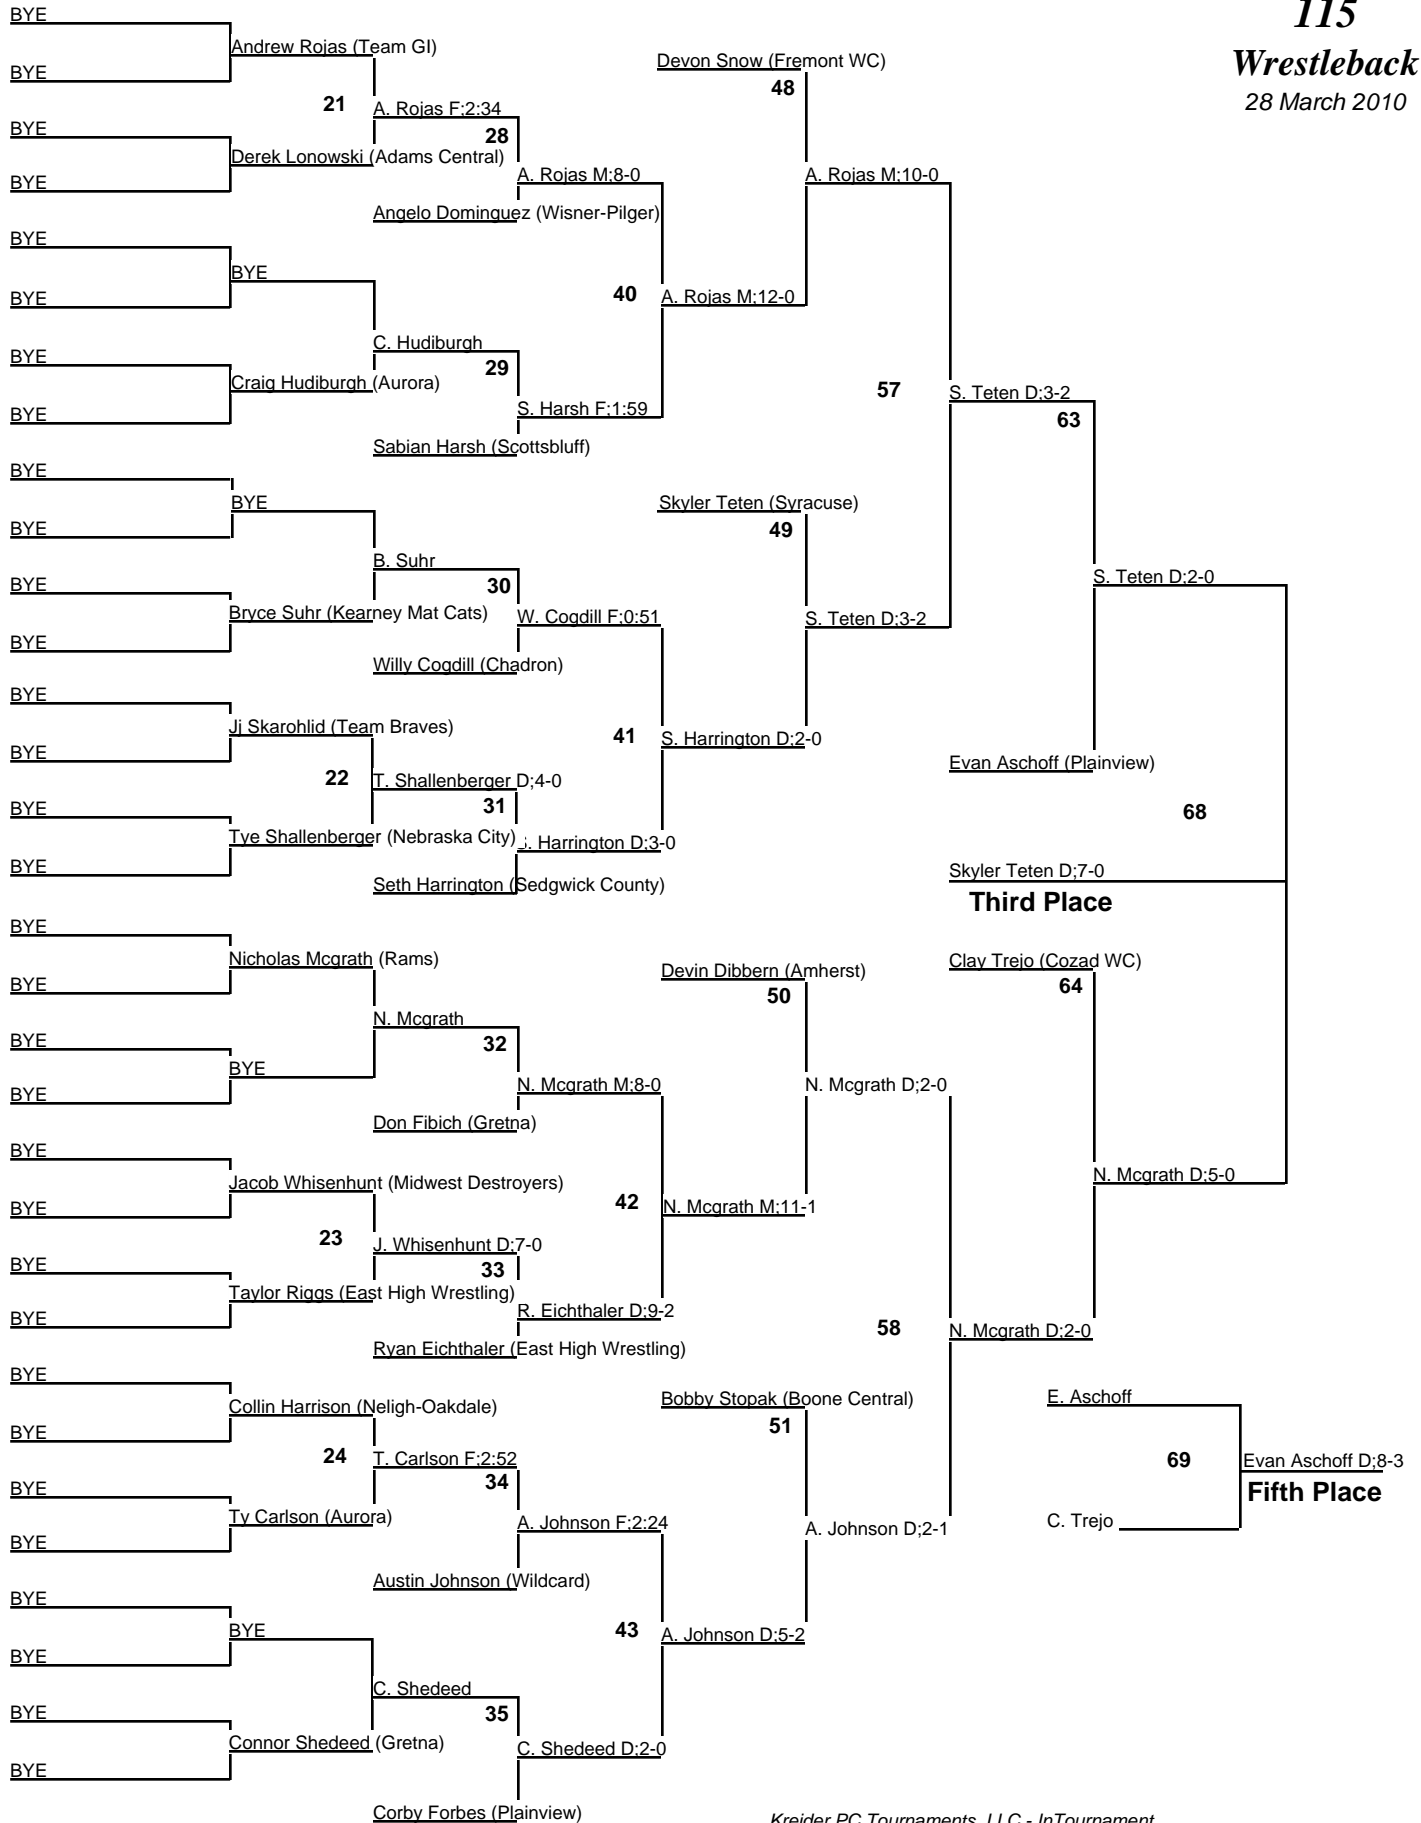 115
Wrestleback
28 March 2010
BYE
Andrew Rojas (Team GI)
Devon Snow (Fremont WC)
BYE
48
21
A. Rojas F;2:34
BYE
28
Derek Lonowski (Adams Central)
A. Rojas M;8-0
A. Rojas M;10-0
BYE
Angelo Dominguez (Wisner-Pilger)
BYE
BYE
40
A. Rojas M;12-0
BYE
C. Hudiburgh
BYE
29
Craig Hudiburgh (Aurora)
57
S. Teten D;3-2
BYE
S. Harsh F;1:59
63
Sabian Harsh (Scottsbluff)
BYE
BYE
Skyler Teten (Syracuse)
BYE
49
B. Suhr
BYE
30
S. Teten D;2-0
Bryce Suhr (Kearney Mat Cats)
W. Cogdill F;0:51
S. Teten D;3-2
BYE
Willy Cogdill (Chadron)
BYE
Jj Skarohlid (Team Braves)
41
S. Harrington D;2-0
BYE
Evan Aschoff (Plainview)
22
T. Shallenberger D;4-0
BYE
31
68
Tye Shallenberger (Nebraska City)
S. Harrington D;3-0
BYE
Seth Harrington (Sedgwick County)
Skyler Teten D;7-0
Third Place
BYE
Nicholas Mcgrath (Rams)
Devin Dibbern (Amherst)
Clay Trejo (Cozad WC)
BYE
50
64
N. Mcgrath
BYE
32
BYE
N. Mcgrath M;8-0
N. Mcgrath D;2-0
BYE
Don Fibich (Gretna)
BYE
Jacob Whisenhunt (Midwest Destroyers)
N. Mcgrath D;5-0
BYE
42
N. Mcgrath M;11-1
23
J. Whisenhunt D;7-0
BYE
33
Taylor Riggs (East High Wrestling)
R. Eichthaler D;9-2
BYE
58
N. Mcgrath D;2-0
Ryan Eichthaler (East High Wrestling)
BYE
Collin Harrison (Neligh-Oakdale)
Bobby Stopak (Boone Central)
E. Aschoff
BYE
51
24
T. Carlson F;2:52
69
Evan Aschoff D;8-3
BYE
34
Fifth Place
Ty Carlson (Aurora)
A. Johnson F;2:24
A. Johnson D;2-1
C. Trejo
BYE
Austin Johnson (Wildcard)
BYE
BYE
43
A. Johnson D;5-2
BYE
C. Shedeed
BYE
35
Connor Shedeed (Gretna)
C. Shedeed D;2-0
BYE
Corby Forbes (Plainview)
Kreider PC Tournaments, LLC - InTournament